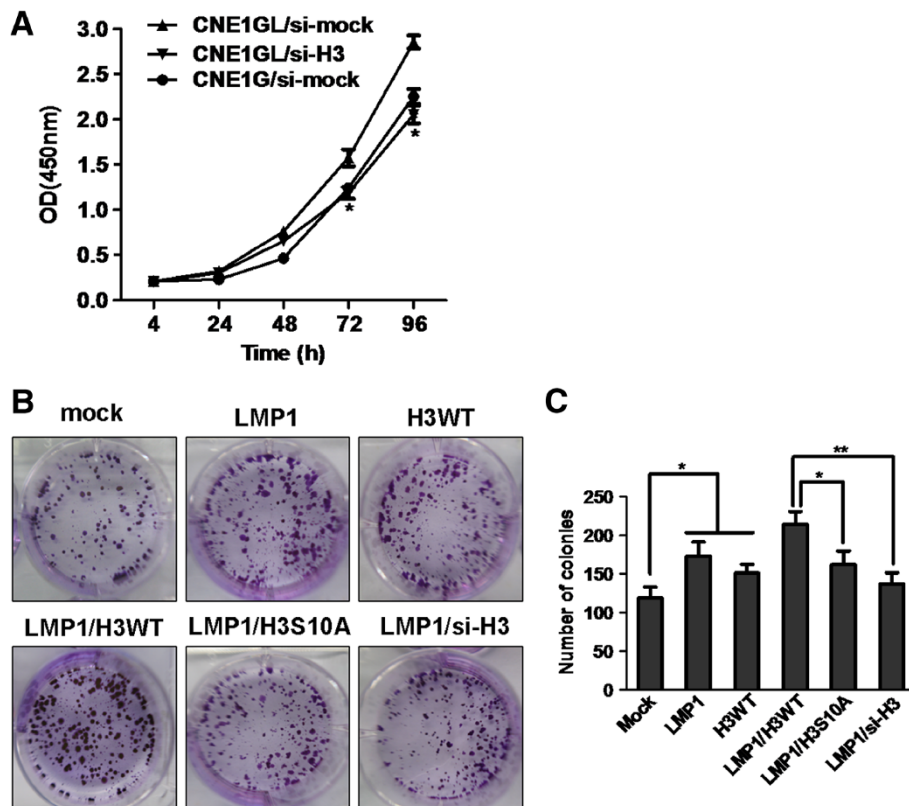 A
CNE1GL/si-mock
CNE1GL/si-H3
CNE1G/si-mock
OD(450nm)
3.0
2.5
2.0
1.5
1.0
0.5
0.0
*
*
4 24 48 72 96
Time (h)
B
mock LMP1 H3WT
LMP1/H3WT LMP1/H3S10A LMP1/si-H3
C
**
*
*
Number of colonies
250
200
150
100
50
0
Mock
LMP1
H3WT
LMP1/H3WT
LMP1/H3S10A
LMP1/si-H3